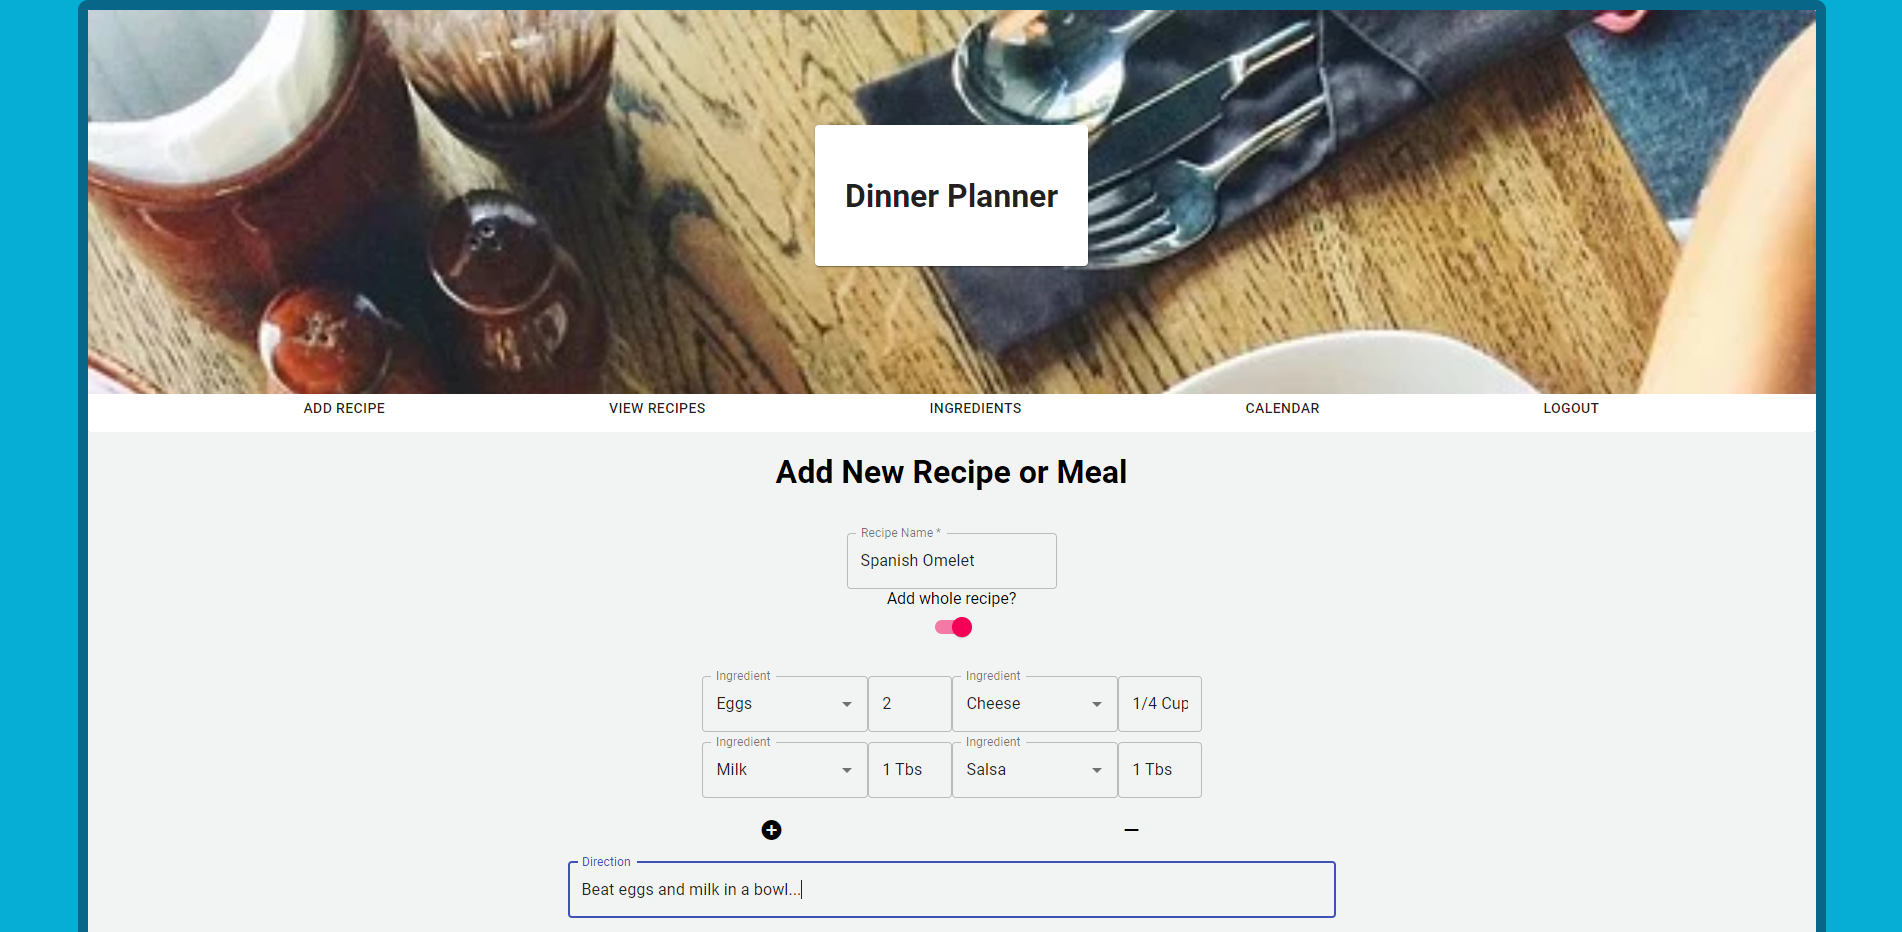 Dinner Planner
ADD RECIPE VIEW RECIPES INGREDIENTS CALENDAR LOGOUT
Add New Recipe or Meal
Recipe Name *
Spanish Omelet
Add whole recipe?
Ingredient Ingredient
Eggs 2 Cheese 1/4 Cup
Ingredient Ingredient
Milk 1 Tbs Salsa 1 Tbs
Direction
Beat eggs and milk in a bowl...